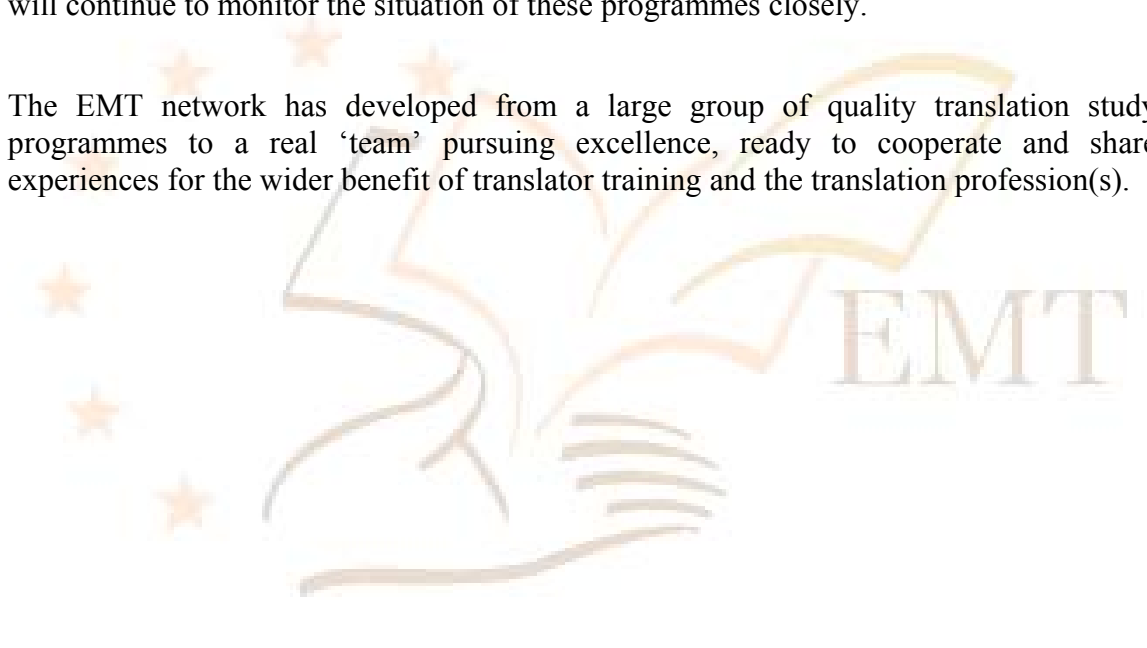 will continue to monitor the situation of these programmes closely.
The EMT network has developed from a large group of quality translation study
programmes to a real ‘team’ pursuing excellence, ready to cooperate and share
experiences for the wider benefit of translator training and the translation profession(s).
EMT